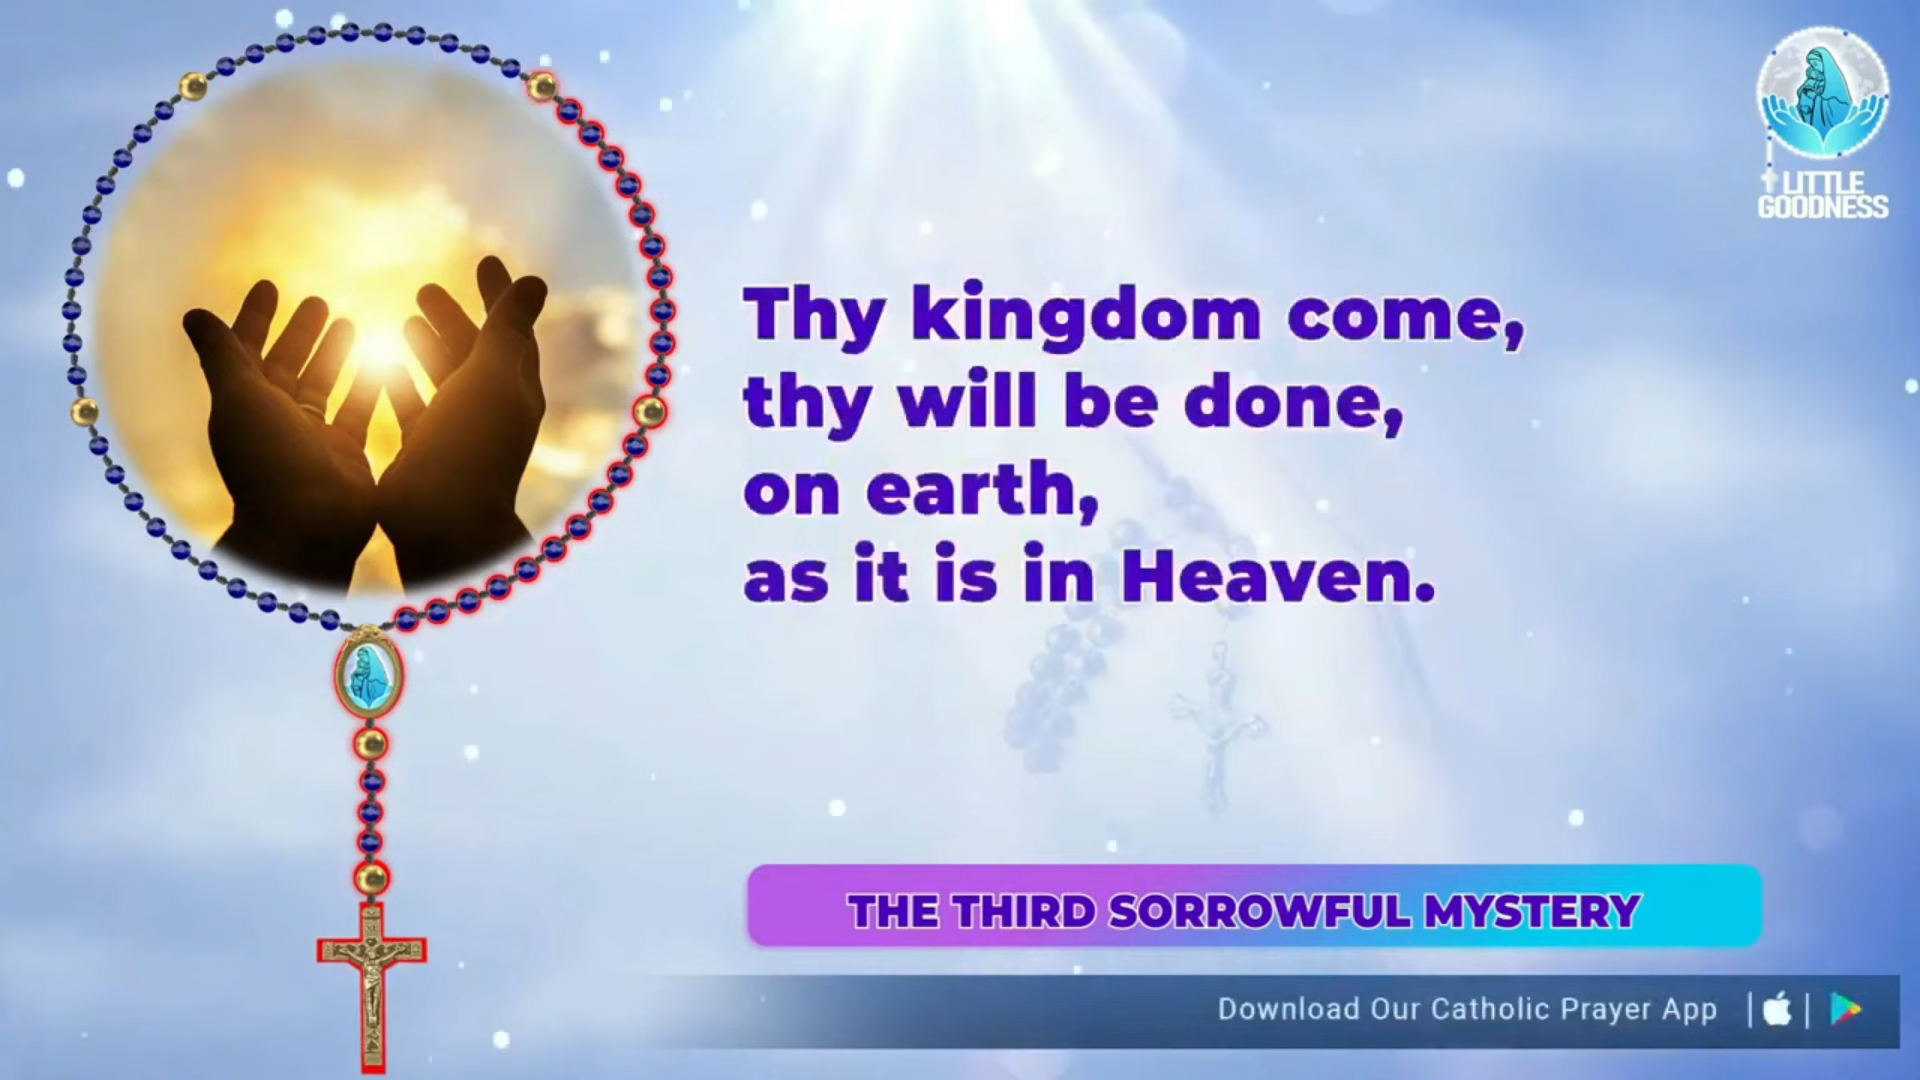 LITTLE
GOODNESS
Thy kingdom come,
thy will be done,
on earth,
as it is in Heaven.
THE THIRD SORROWFUL MYSTERY
Download Our Catholic Prayer App